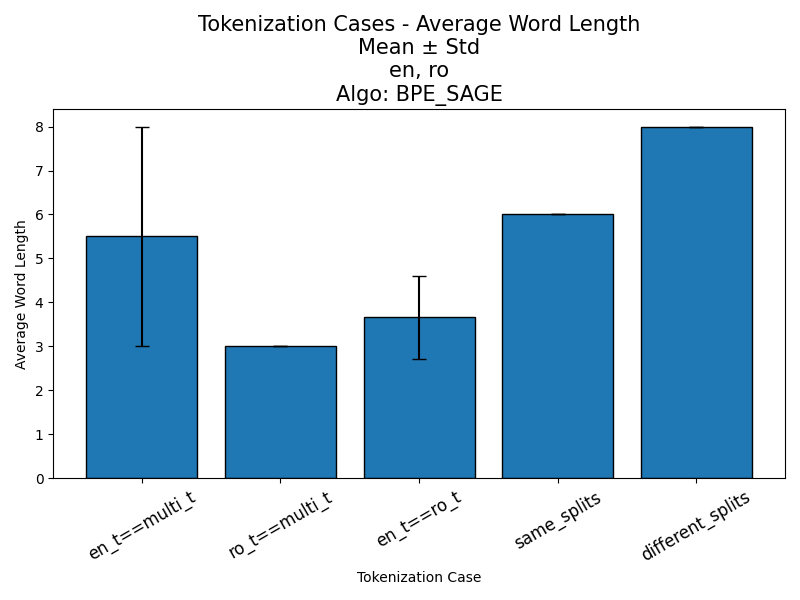 Tokenization Cases - Average Word Length
Mean ± Std
en, ro
Algo: BPE_SAGE
Average Word Length
8
7
6
5
4
3
2
1
0
en_t==multi_t
ro_t==multi_t
en_t==ro_t
same_splits
different_splits
Tokenization Case